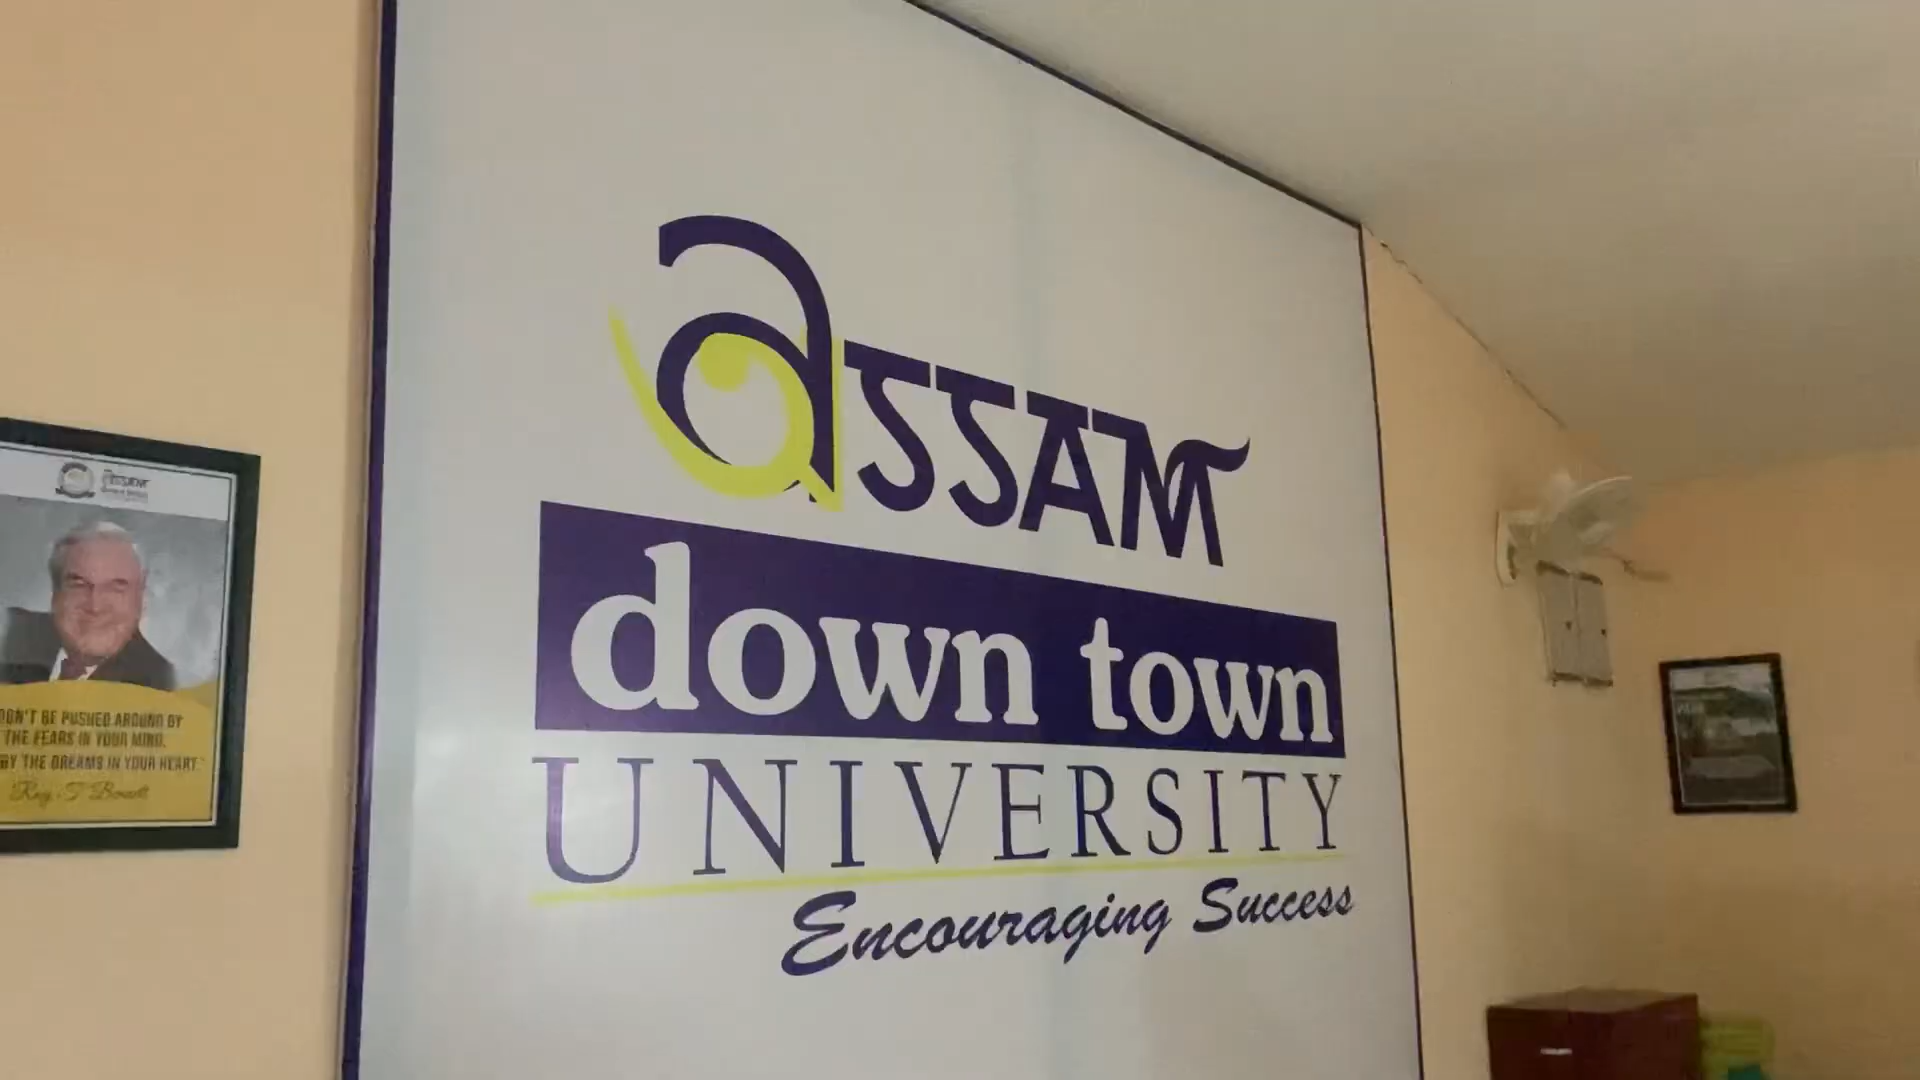 ASSAM
down town
UNIVERSITY
Encouraging Success
DON'T BE PUSHED AROUND BY
THE FEARS IN YOUR MIND.
BY THE DREAMS IN YOUR HEART."